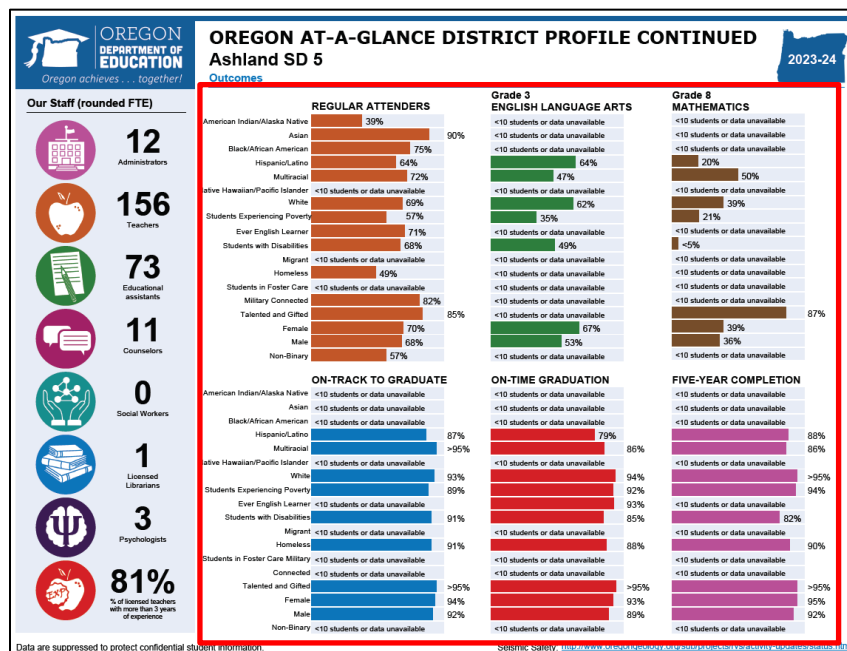 OREGON
DEPARTMENT OF
EDUCATION
Oregon achieves . . . together!
OREGON AT-A-GLANCE DISTRICT PROFILE CONTINUED
Ashland SD 5
Outcomes
2023-24
Our Staff (rounded FTE)
12
Administrators
156
Teachers
73
Educational
assistants
11
Counselors
0
Social Workers
1
Licensed
Librarians
3
Psychologists
EXP
81%
% of licensed teachers
with more than 3 years
of experience
REGULAR ATTENDERS
American Indian/Alaska Native 39%
Asian 90%
Black/African American 75%
Hispanic/Latino 64%
Multiracial 72%
ative Hawaiian/Pacific Islander <10 students or data unavailable
White 69%
Students Experiencing Poverty 57%
Ever English Learner 71%
Students with Disabilities 68%
Migrant <10 students or data unavailable
Homeless 49%
Students in Foster Care <10 students or data unavailable
Military Connected 82%
Talented and Gifted 85%
Female 70%
Male 68%
Non-Binary 57%
Grade 3
ENGLISH LANGUAGE ARTS
<10 students or data unavailable
<10 students or data unavailable
<10 students or data unavailable
64%
47%
<10 students or data unavailable
62%
35%
<10 students or data unavailable
49%
<10 students or data unavailable
<10 students or data unavailable
<10 students or data unavailable
<10 students or data unavailable
<10 students or data unavailable
67%
53%
<10 students or data unavailable
Grade 8
MATHEMATICS
<10 students or data unavailable
<10 students or data unavailable
<10 students or data unavailable
20%
50%
<10 students or data unavailable
39%
21%
<10 students or data unavailable
<5%
<10 students or data unavailable
<10 students or data unavailable
<10 students or data unavailable
<10 students or data unavailable
87%
39%
36%
<10 students or data unavailable
ON-TRACK TO GRADUATE
American Indian/Alaska Native <10 students or data unavailable
Asian <10 students or data unavailable
Black/African American <10 students or data unavailable
Hispanic/Latino 87%
Multiracial >95%
ative Hawaiian/Pacific Islander <10 students or data unavailable
White 93%
Students Experiencing Poverty 89%
Ever English Learner <10 students or data unavailable
Students with Disabilities 91%
Migrant <10 students or data unavailable
Homeless 91%
Students in Foster Care Military <10 students or data unavailable
Connected <10 students or data unavailable
Talented and Gifted >95%
Female 94%
Male 92%
Non-Binary <10 students or data unavailable
ON-TIME GRADUATION
<10 students or data unavailable
<10 students or data unavailable
<10 students or data unavailable
79%
86%
<10 students or data unavailable
94%
92%
93%
85%
<10 students or data unavailable
88%
<10 students or data unavailable
<10 students or data unavailable
>95%
93%
89%
<10 students or data unavailable
FIVE-YEAR COMPLETION
<10 students or data unavailable
<10 students or data unavailable
<10 students or data unavailable
88%
86%
<10 students or data unavailable
>95%
94%
<10 students or data unavailable
82%
<10 students or data unavailable
90%
<10 students or data unavailable
<10 students or data unavailable
>95%
95%
92%
<10 students or data unavailable
Data are suppressed to protect confidential student information.
Seismic Safety: